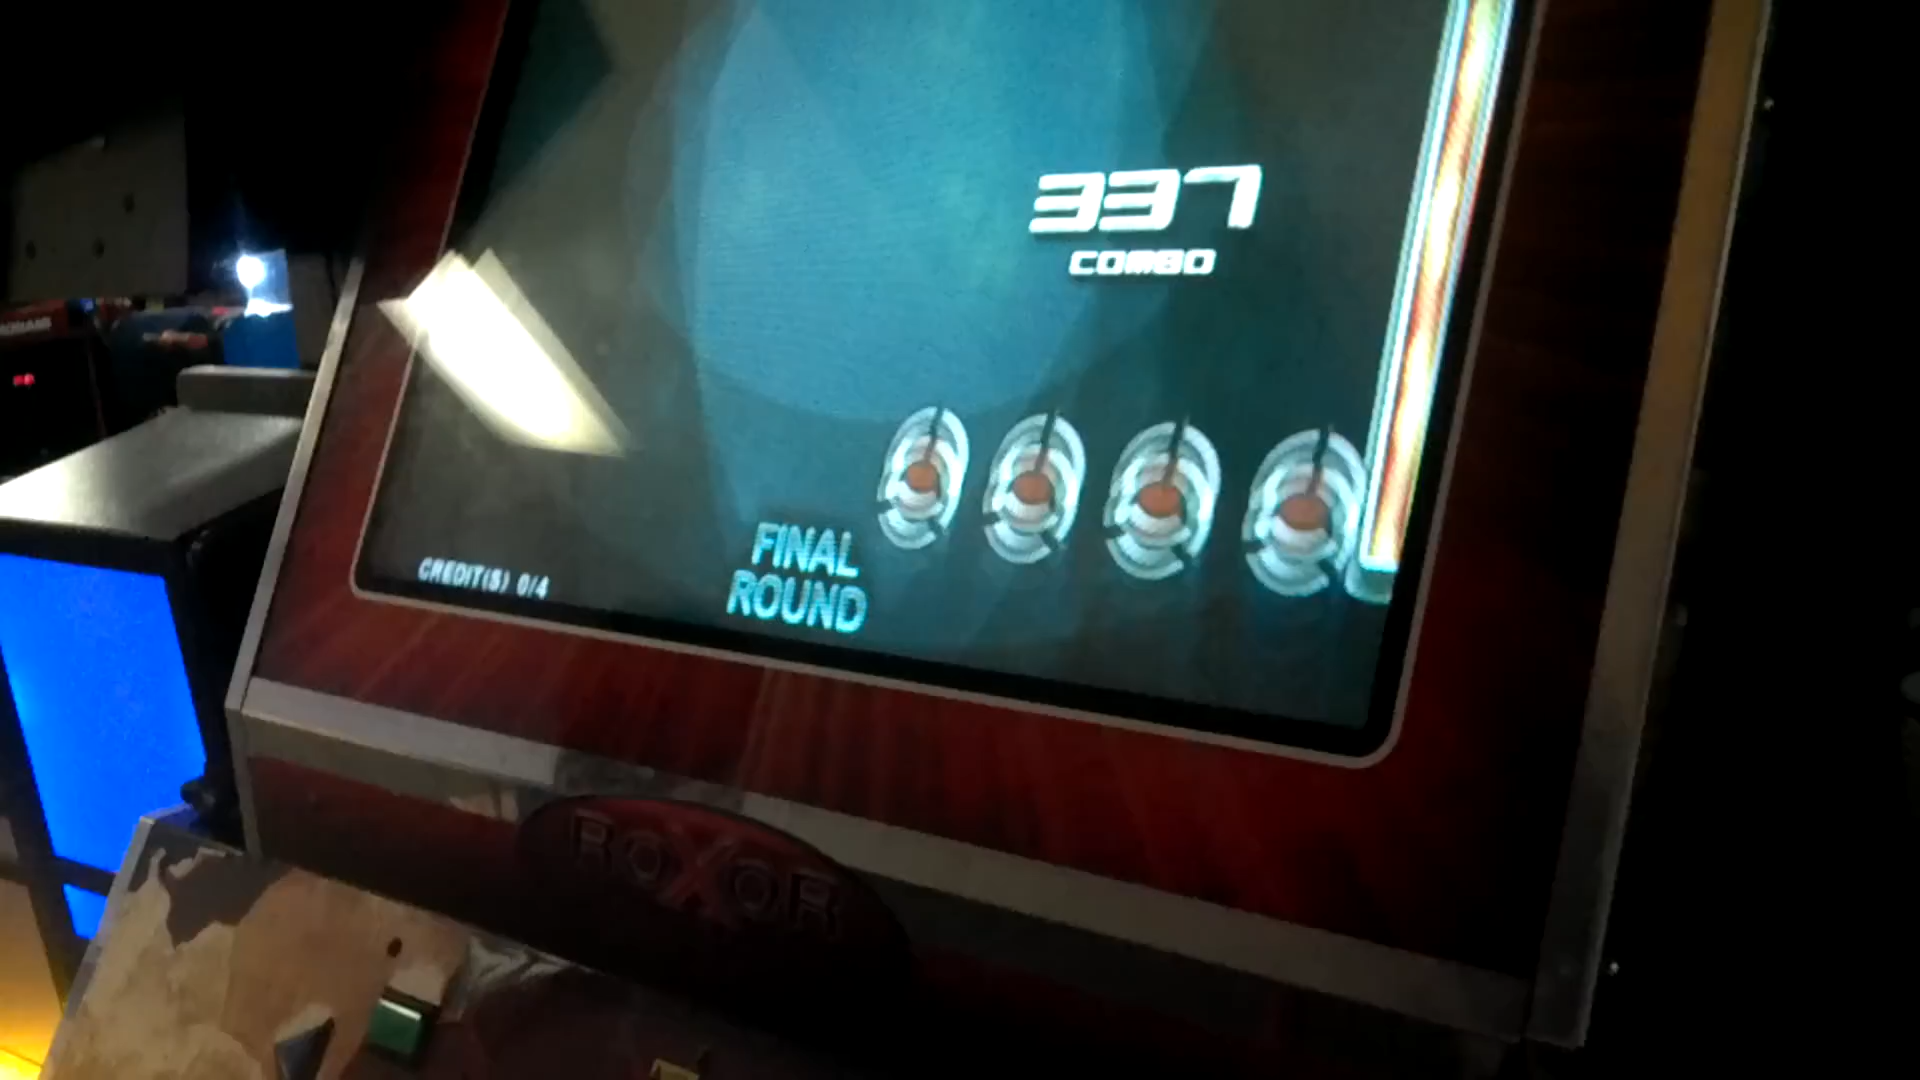 337
COMBO
FINAL
ROUND
CREDIT(S) 0/4
ROXOR